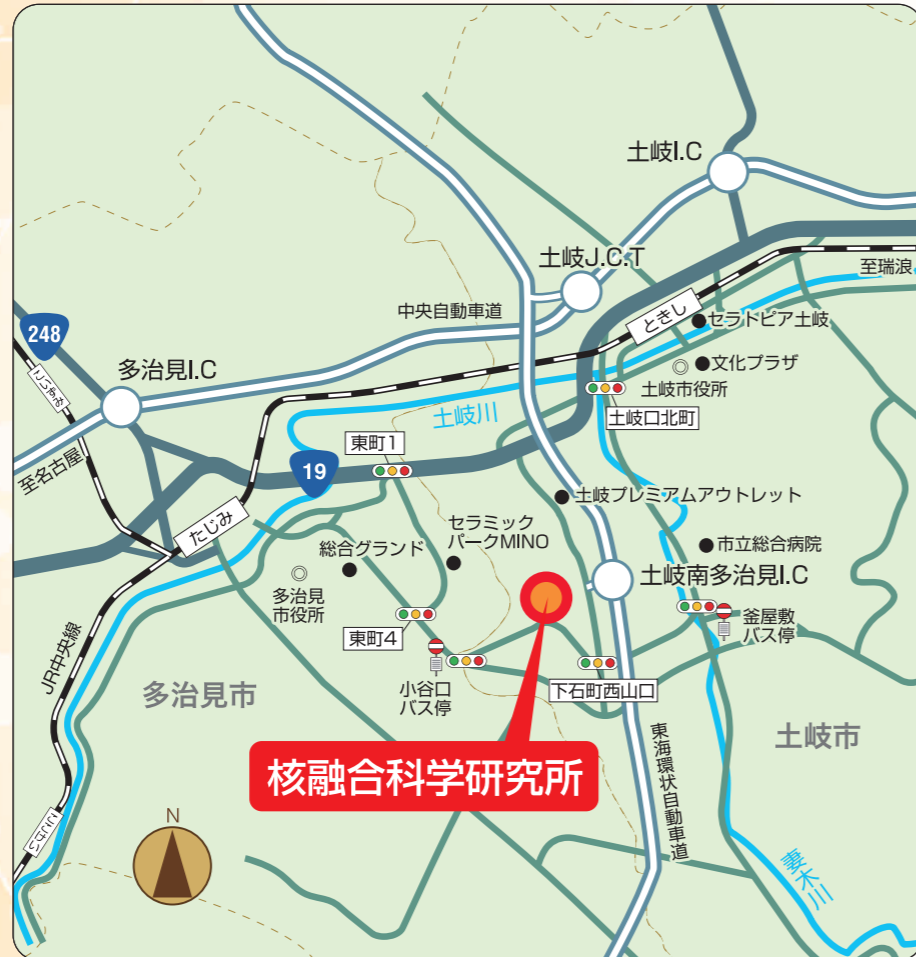 土岐I.C
土岐J.C.T
至瑞浪
中央自動車道
ときし
セラトピア土岐
248
文化プラザ
こいずみ
多治見I.C
土岐市役所
土岐川
土岐口北町
東町1
至名古屋
19
土岐プレミアムアウトレット
たじみ
セラミック
パークMINO
総合グランド
市立総合病院
土岐南多治見I.C
多治見
市役所
釜屋敷
バス停
東町4
JR中央線
小谷口
バス停
下石町西山口
多治見市
土岐市
東海環状自動車道
核融合科学研究所
N
ここけい
妻木川